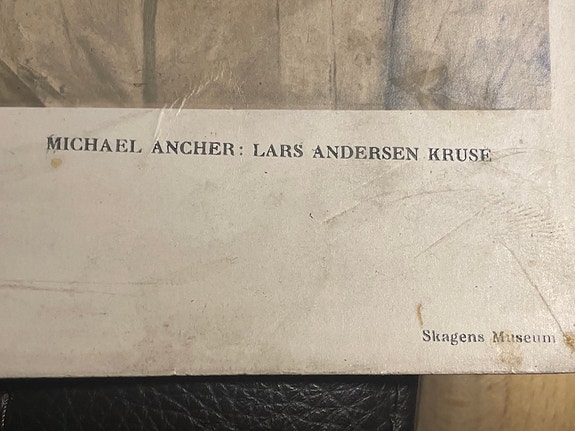 MICHAEL ANCHER: LARS ANDERSEN KRUSE
Skagens Museum